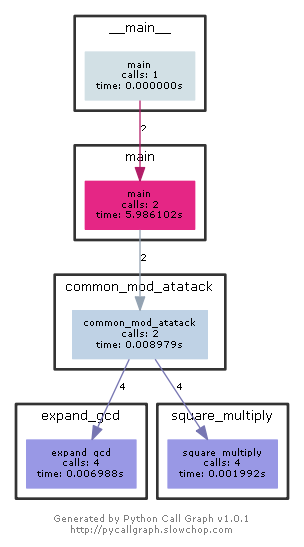 __main__
main
calls: 1
time: 0.000000s
2
main
main
calls: 2
time: 5.986102s
2
common_mod_atatack
common_mod_atatack
calls: 2
time: 0.008979s
4
4
expand_gcd
square_multiply
expand_gcd
calls: 4
time: 0.006988s
square_multiply
calls: 4
time: 0.001992s
Generated by Python Call Graph v1.0.1
http://pycallgraph.slowchop.com